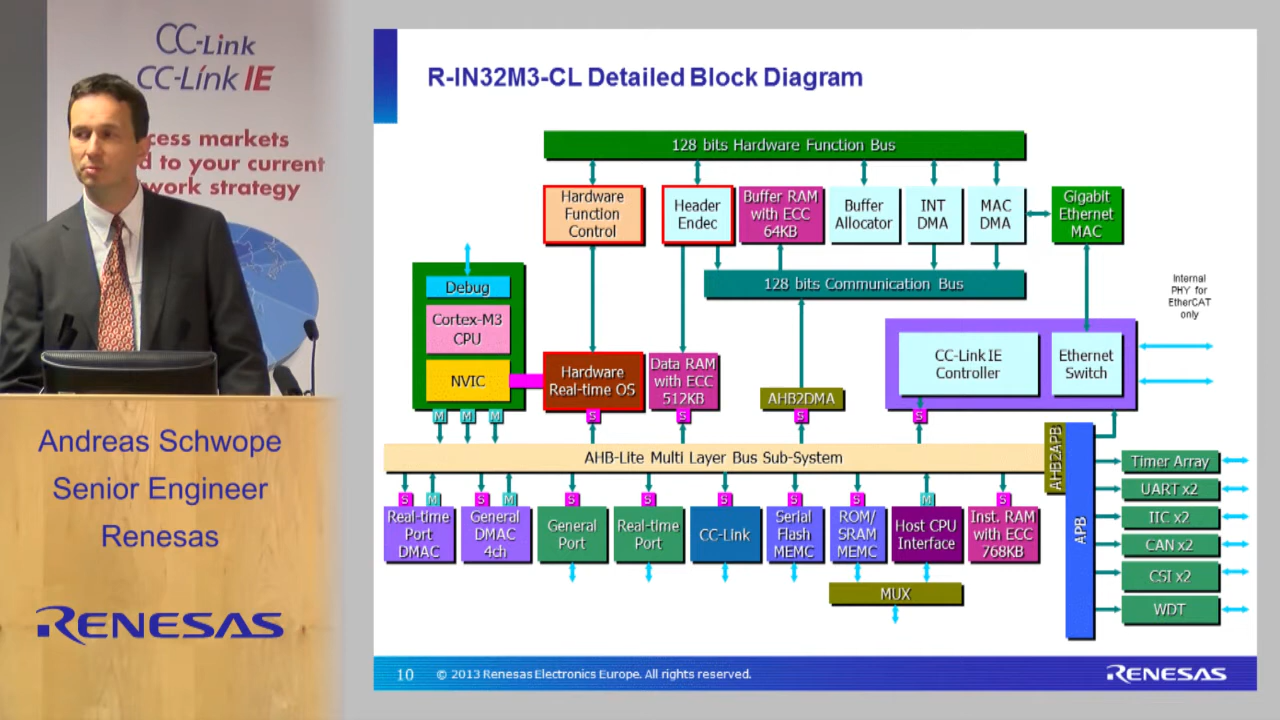 CC-Link
CC-Link IE
cess markets
d to your current
work strategy
Andreas Schwope
Senior Engineer
Renesas
RENESAS
R-IN32M3-CL Detailed Block Diagram
128 bits Hardware Function Bus
Hardware
Function
Control
Header
Endec
Buffer RAM
with ECC
64KB
Buffer
Allocator
INT
DMA
MAC
DMA
Gigabit
Ethernet
MAC
128 bits Communication Bus
Internal
PHY for
EtherCAT
only
Debug
Cortex-M3
CPU
NVIC
Hardware
Real-time OS
Data RAM
with ECC
512KB
AHB2DMA
CC-Link IE
Controller
Ethernet
Switch
M M M S S S S
AHB-Lite Multi Layer Bus Sub-System
AHB2APB
APB
S M S M S S S S S M S
Real-time
Port
DMAC
General
DMAC
4ch
General
Port
Real-time
Port
CC-Link
Serial
Flash
MEMC
ROM/
SRAM
MEMC
Host CPU
Interface
Inst. RAM
with ECC
768KB
MUX
Timer Array
UART x2
IIC x2
CAN x2
CSI x2
WDT
10 © 2013 Renesas Electronics Europe. All rights reserved.
RENESAS